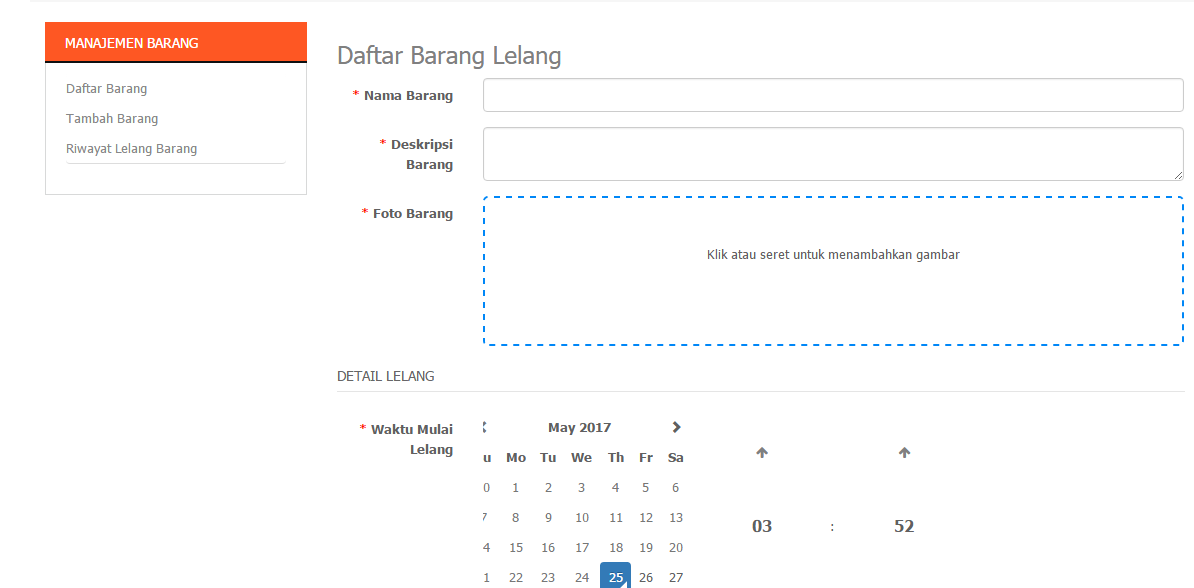 MANAJEMEN BARANG
Daftar Barang
Tambah Barang
Riwayat Lelang Barang
Daftar Barang Lelang
* Nama Barang
* Deskripsi
Barang
* Foto Barang
Klik atau seret untuk menambahkan gambar
DETAIL LELANG
* Waktu Mulai
Lelang
May 2017
u Mo Tu We Th Fr Sa
0 1 2 3 4 5 6
7 8 9 10 11 12 13
4 15 16 17 18 19 20
1 22 23 24 25 26 27
03 : 52